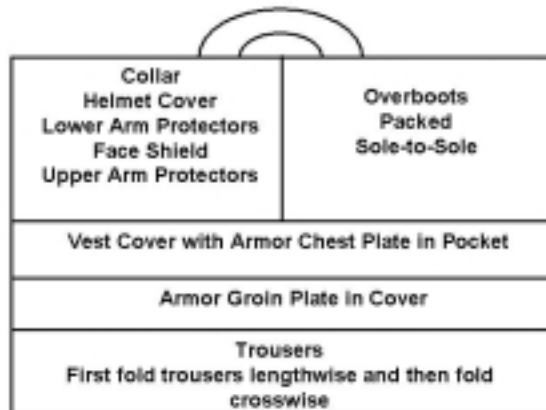 Collar
Helmet Cover
Lower Arm Protectors
Face Shield
Upper Arm Protectors
Overboots
Packed
Sole-to-Sole
Vest Cover with Armor Chest Plate in Pocket
Armor Groin Plate in Cover
Trousers
First fold trousers lengthwise and then fold
crosswise